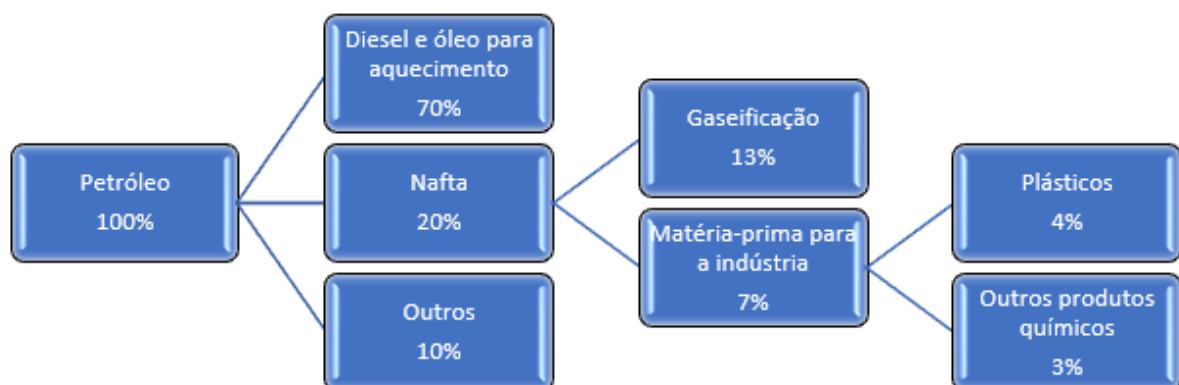 Petróleo
100%
Diesel e óleo para
aquecimento
70%
Nafta
20%
Outros
10%
Gaseificação
13%
Matéria-prima para
a indústria
7%
Plásticos
4%
Outros produtos
químicos
3%